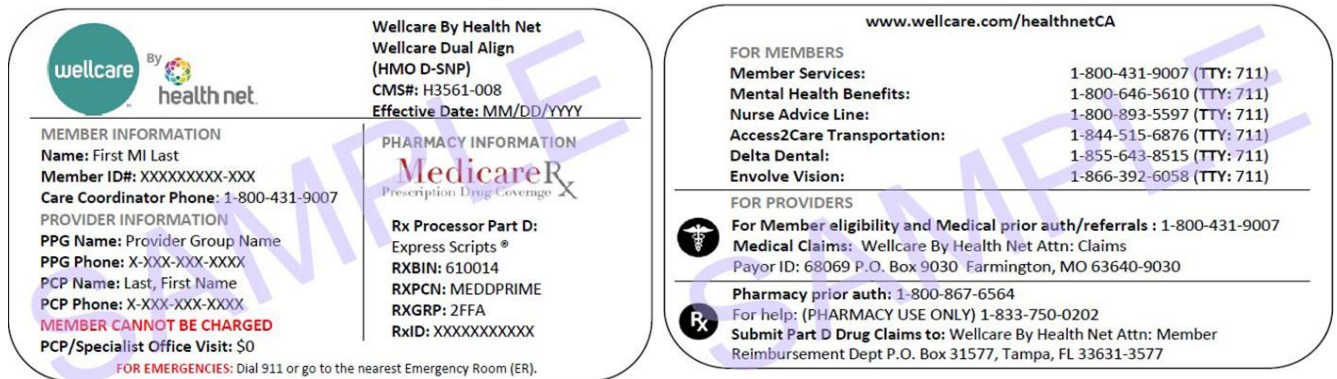 wellcare
By
health net.
Wellcare By Health Net
Wellcare Dual Align
(HMO D-SNP)
CMS#: H3561-008
Effective Date: MM/DD/YYYY
MEMBER INFORMATION
Name: First MI Last
Member ID#: XXXXXXXXX-XXX
Care Coordinator Phone: 1-800-431-9007
PROVIDER INFORMATION
PPG Name: Provider Group Name
PPG Phone: X-XXX-XXX-XXXX
PCP Name: Last, First Name
PCP Phone: X-XXX-XXX-XXXX
MEMBER CANNOT BE CHARGED
PCP/Specialist Office Visit: $0
PHARMACY INFORMATION
MedicareRx
Prescription Drug Coverage
Rx Processor Part D:
Express Scripts ®
RXBIN: 610014
RXPCN: MEDDPRIME
RXGRP: 2FFA
RxID: XXXXXXXXXXX
FOR EMERGENCIES: Dial 911 or go to the nearest Emergency Room (ER).
SAMPLE
www.wellcare.com/healthnetCA
FOR MEMBERS
Member Services: 1-800-431-9007 (TTY: 711)
Mental Health Benefits: 1-800-646-5610 (TTY: 711)
Nurse Advice Line: 1-800-893-5597 (TTY: 711)
Access2Care Transportation: 1-844-515-6876 (TTY: 711)
Delta Dental: 1-855-643-8515 (TTY: 711)
Envolve Vision: 1-866-392-6058 (TTY: 711)
FOR PROVIDERS
For Member eligibility and Medical prior auth/referrals : 1-800-431-9007
Medical Claims: Wellcare By Health Net Attn: Claims
Payor ID: 68069 P.O. Box 9030 Farmington, MO 63640-9030
Rx
Pharmacy prior auth: 1-800-867-6564
For help: (PHARMACY USE ONLY) 1-833-750-0202
Submit Part D Drug Claims to: Wellcare By Health Net Attn: Member
Reimbursement Dept P.O. Box 31577, Tampa, FL 33631-3577
SAMPLE